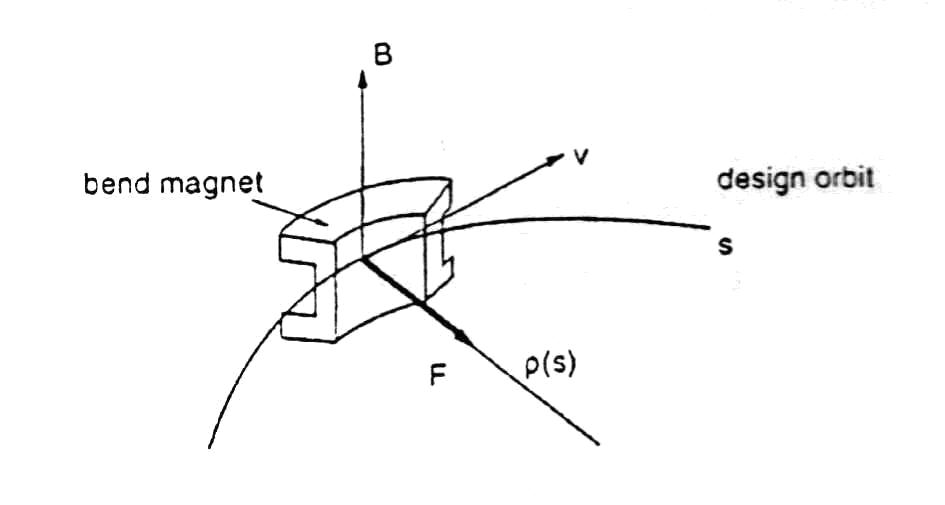 B
v
bend magnet
design orbit
s
F
ρ(s)